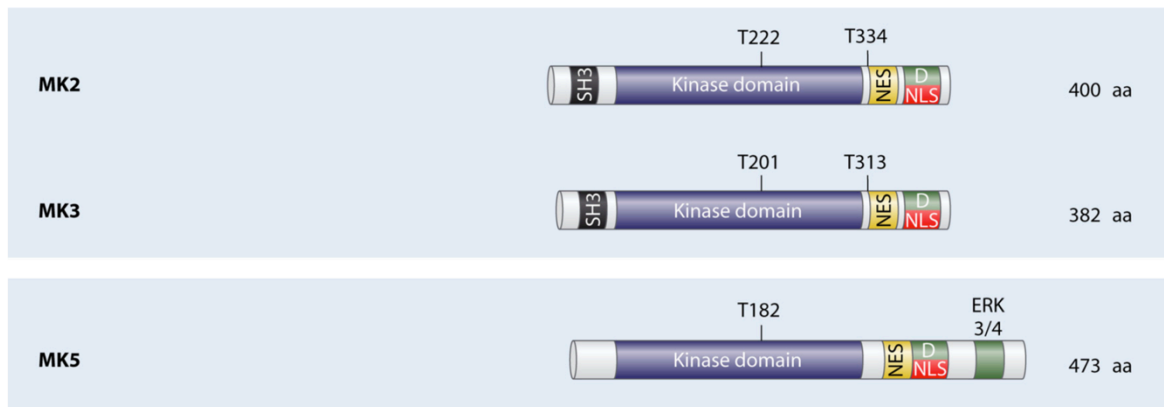 T222 T334
MK2 SH3 Kinase domain NES D NLS 400 aa
T201 T313
MK3 SH3 Kinase domain NES D NLS 382 aa
T182 ERK 3/4
MK5 Kinase domain NES D NLS 473 aa